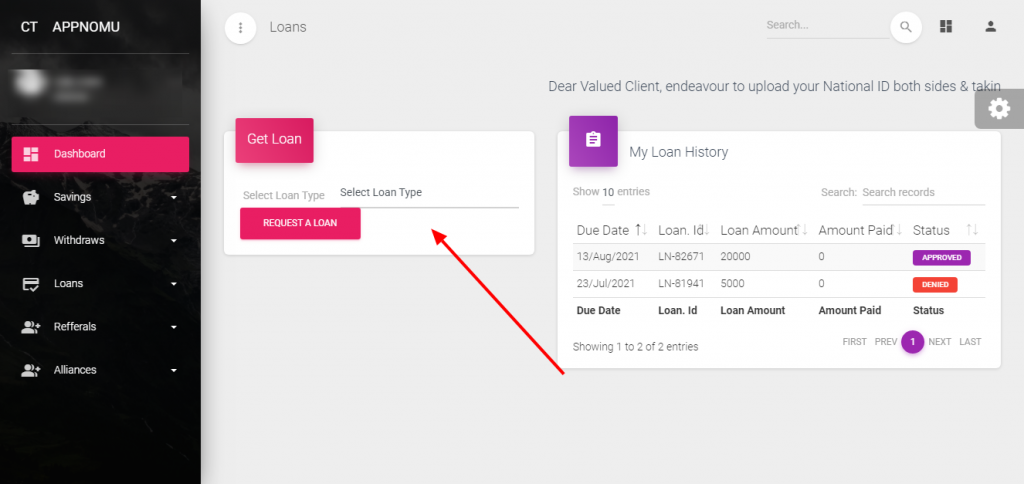 CT APPNOMU
Dashboard
Savings
Withdraws
Loans
Refferals
Alliances
Loans
Search...
Dear Valued Client, endeavour to upload your National ID both sides & takin
Get Loan
Select Loan Type Select Loan Type
REQUEST A LOAN
My Loan History
Show 10 entries Search: Search records
Due Date Loan. Id Loan Amount Amount Paid Status
13/Aug/2021 LN-82671 20000 0 APPROVED
23/Jul/2021 LN-81941 5000 0 DENIED
Due Date Loan. Id Loan Amount Amount Paid Status
Showing 1 to 2 of 2 entries
FIRST PREV 1 NEXT LAST